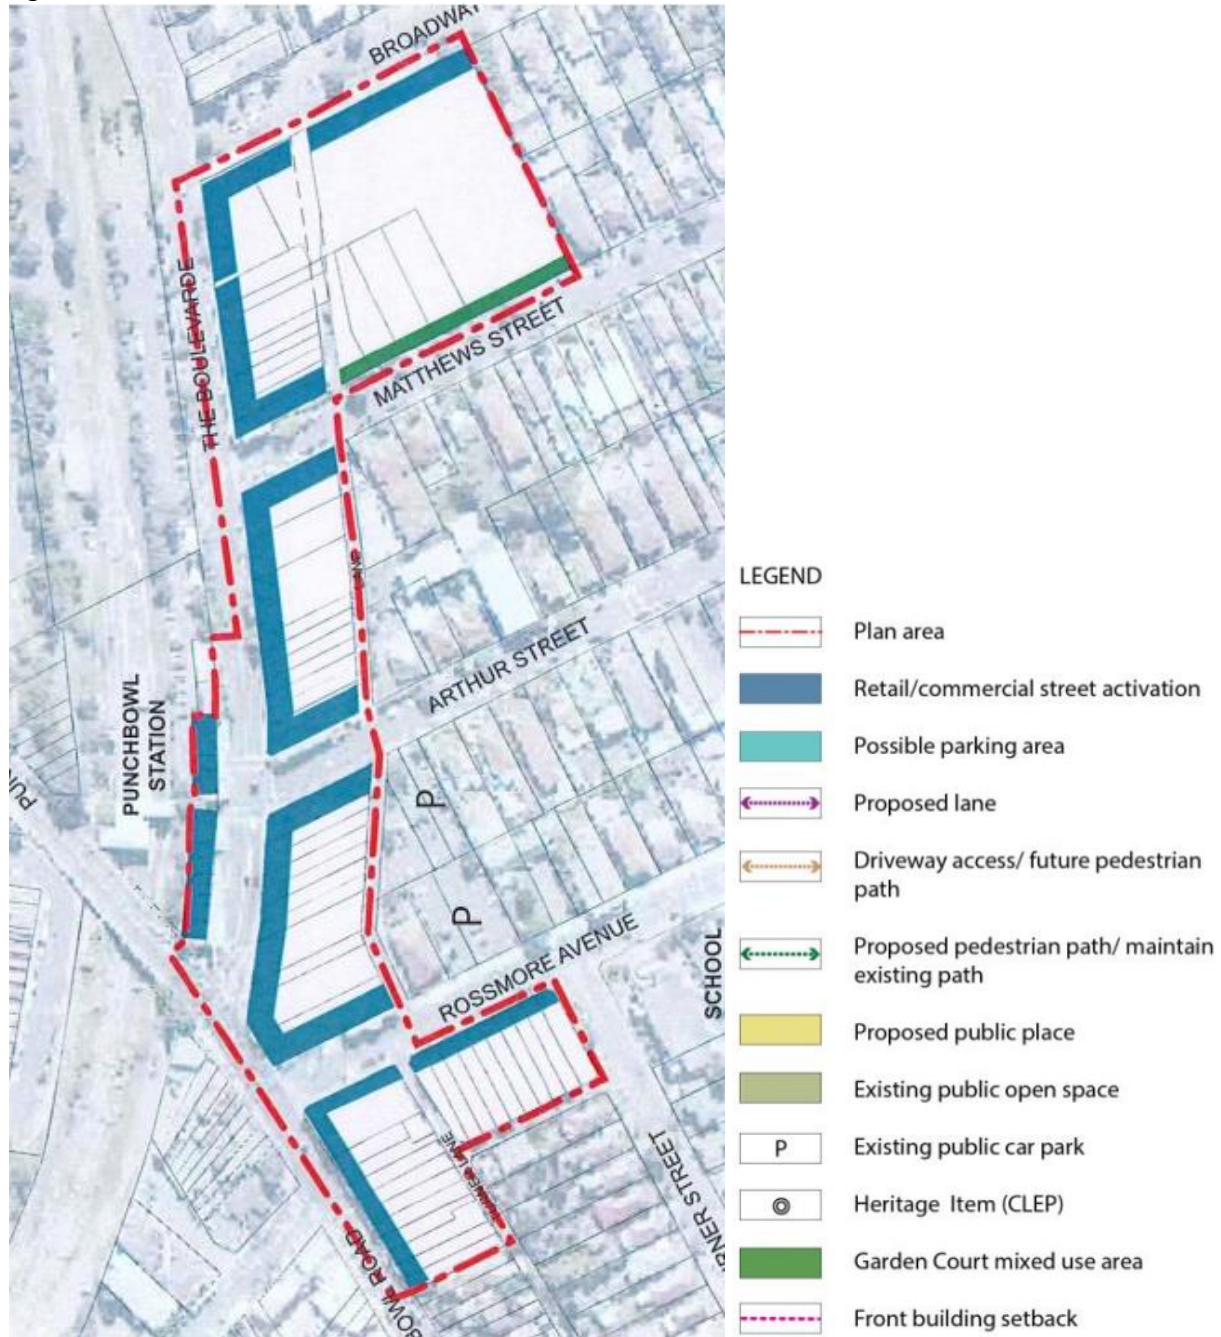 BROADWAY
THE BOULEVARDE
MATTHEWS STREET
LANE
ARTHUR STREET
PUNCHBOWL
STATION
P
P
ROSSMORE AVENUE
SCHOOL
LANE
LEGEND
Plan area
Retail/commercial street activation
Possible parking area
Proposed lane
Driveway access/ future pedestrian
path
Proposed pedestrian path/ maintain
existing path
Proposed public place
Existing public open space
P
Existing public car park
Heritage Item (CLEP)
Garden Court mixed use area
Front building setback